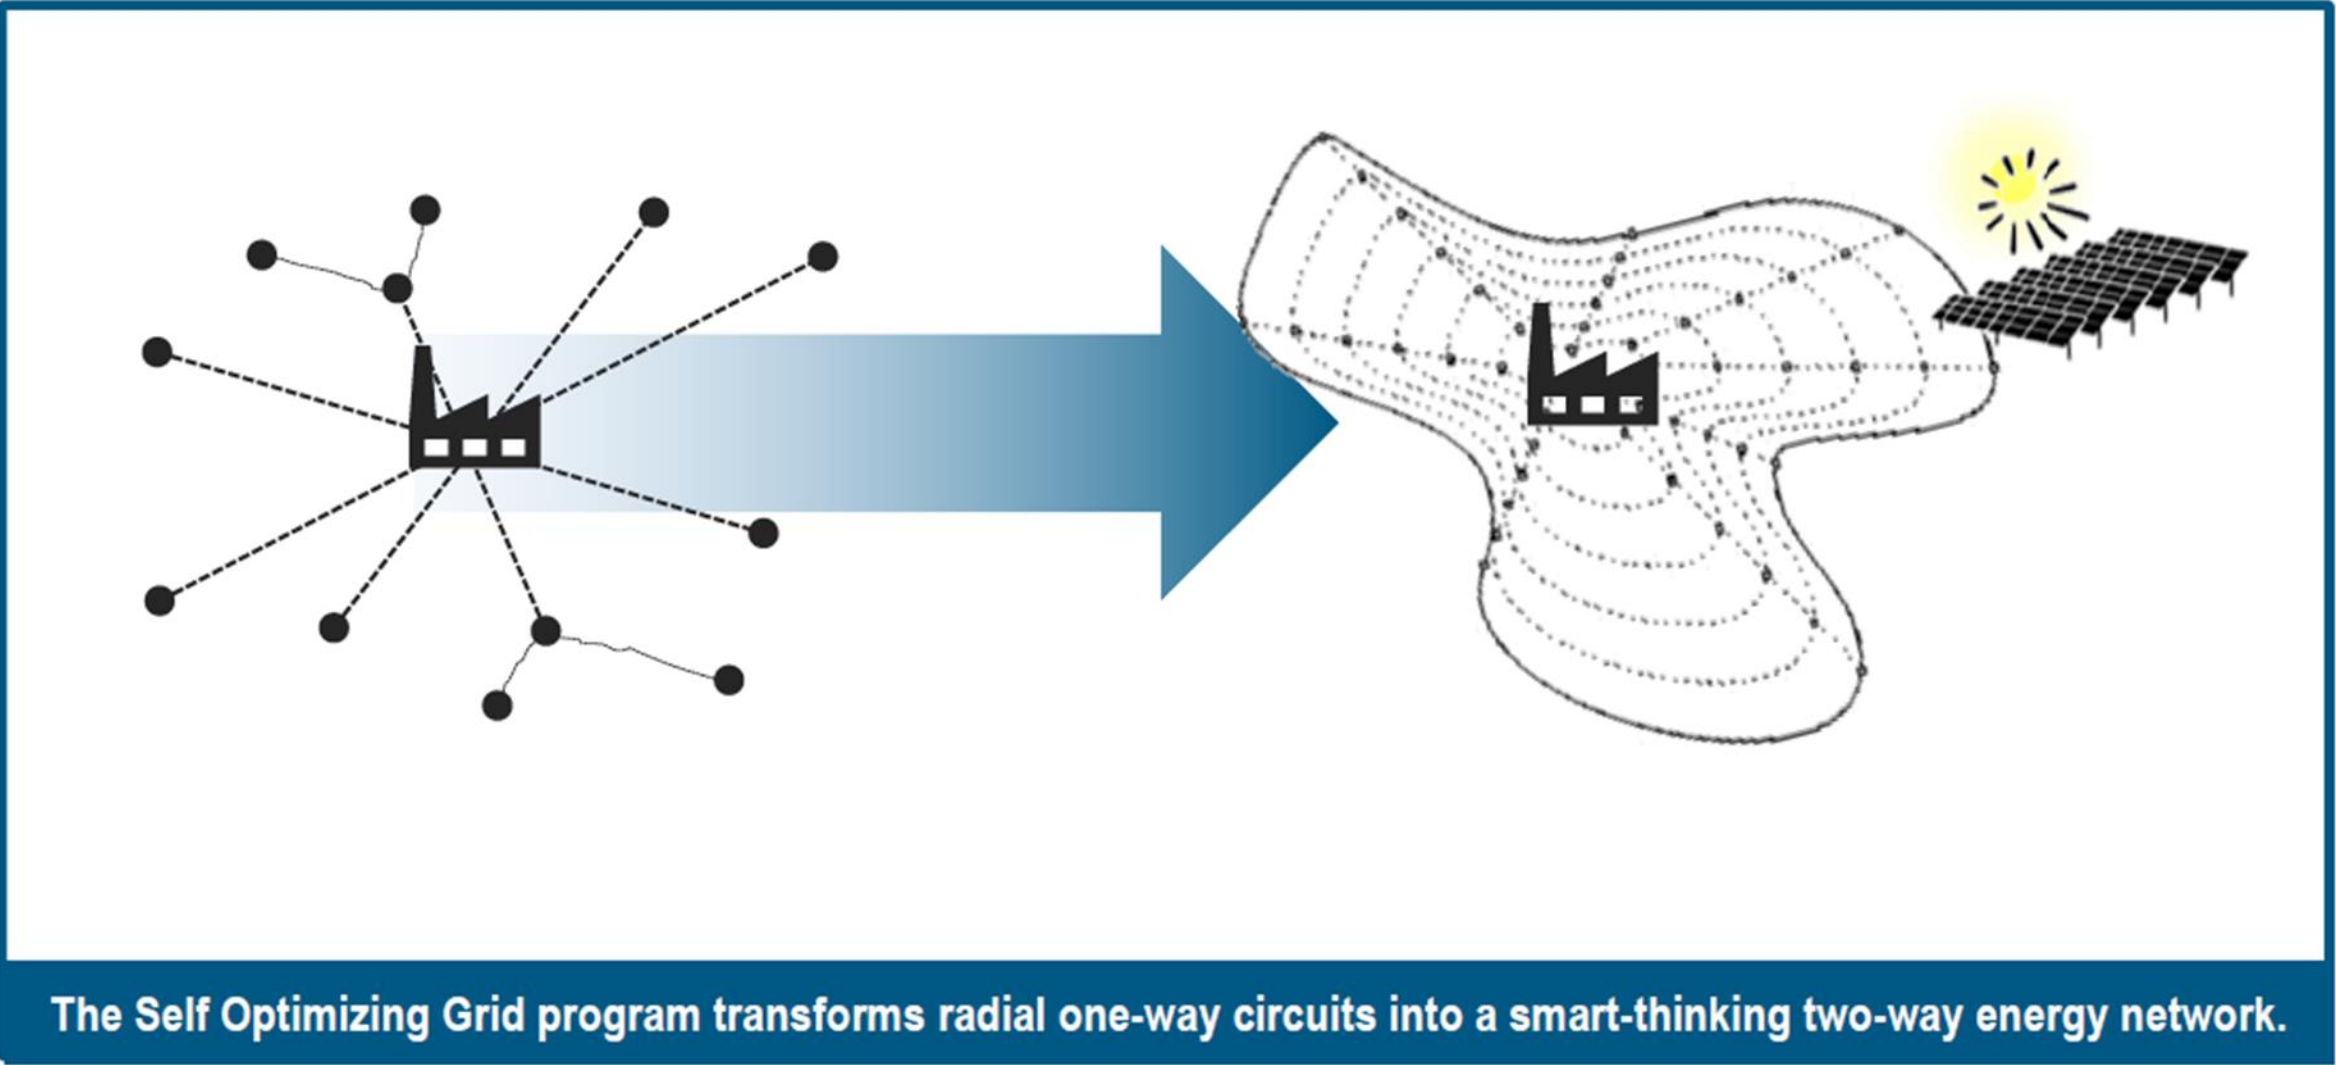 The Self Optimizing Grid program transforms radial one-way circuits into a smart-thinking two-way energy network.